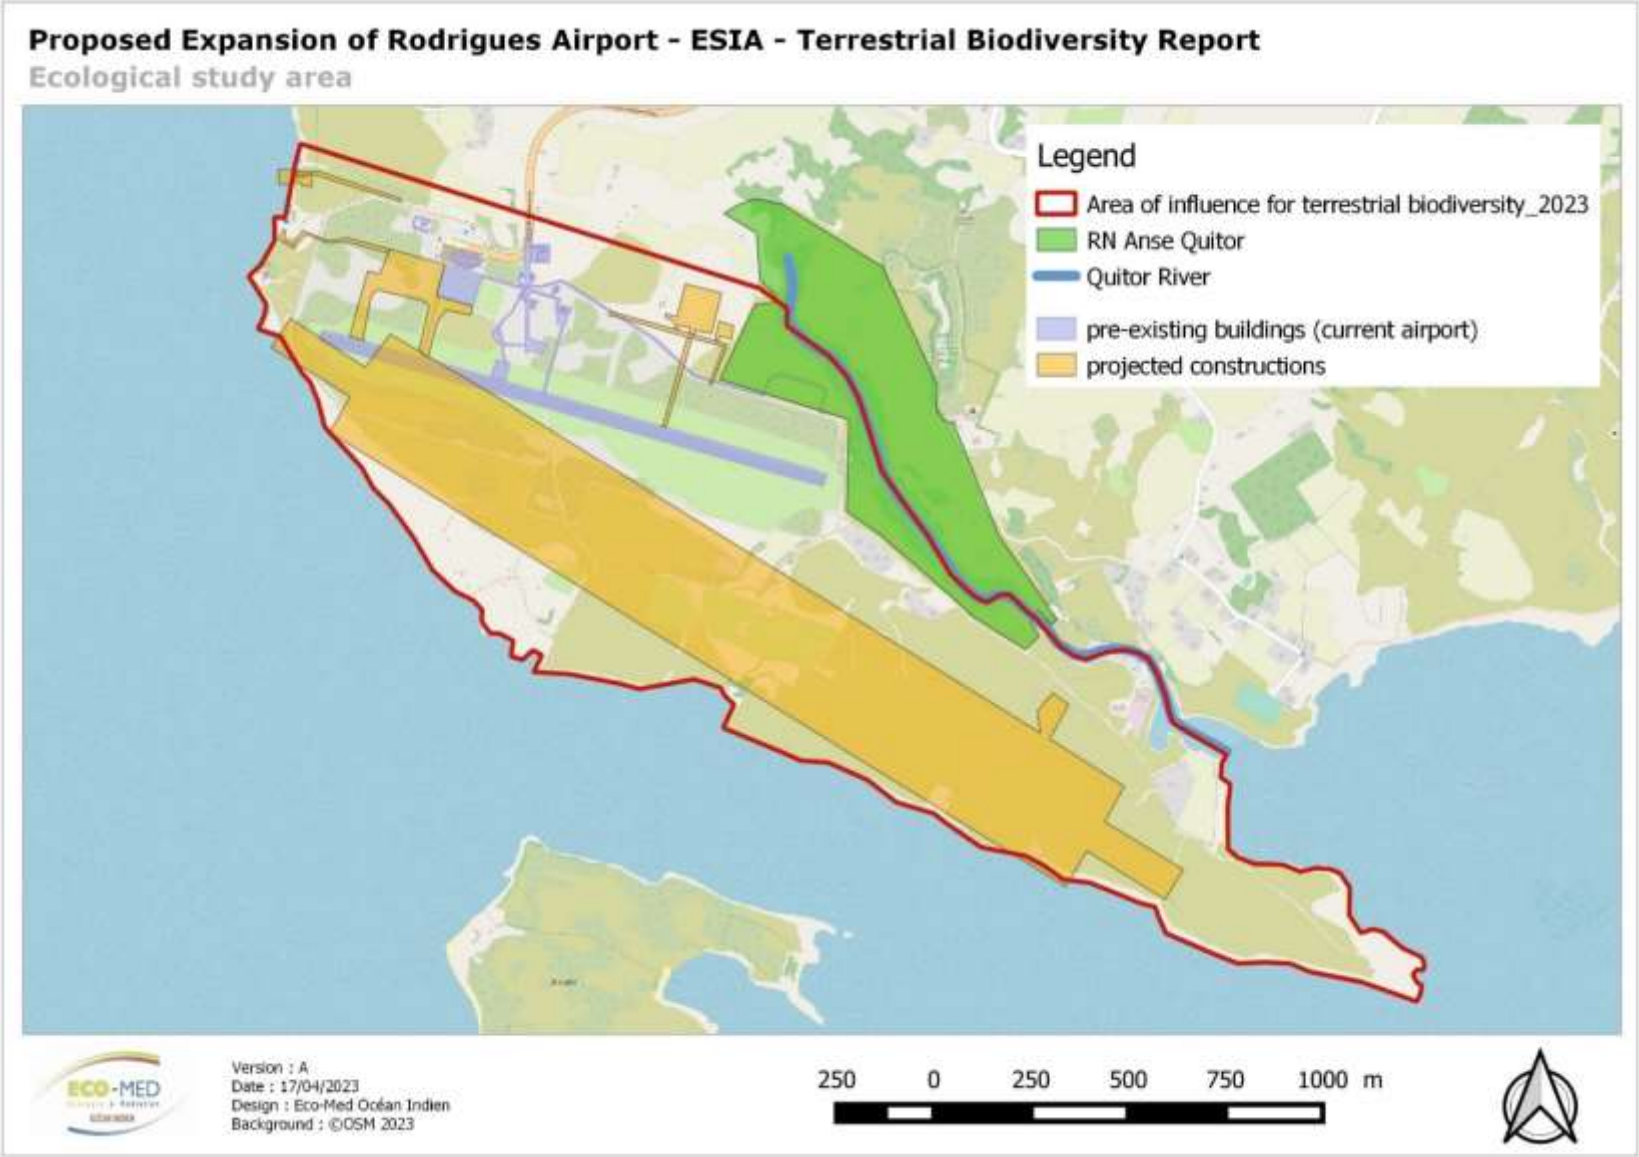 Proposed Expansion of Rodrigues Airport - ESIA - Terrestrial Biodiversity Report
Ecological study area
Legend
Area of influence for terrestrial biodiversity_2023
RN Anse Quitor
Quitor River
pre-existing buildings (current airport)
projected constructions
ECO-MED
OCÉAN INDIEN
Version : A
Date : 17/04/2023
Design : Eco-Med Océan Indien
Background : ©OSM 2023
250 0 250 500 750 1000 m